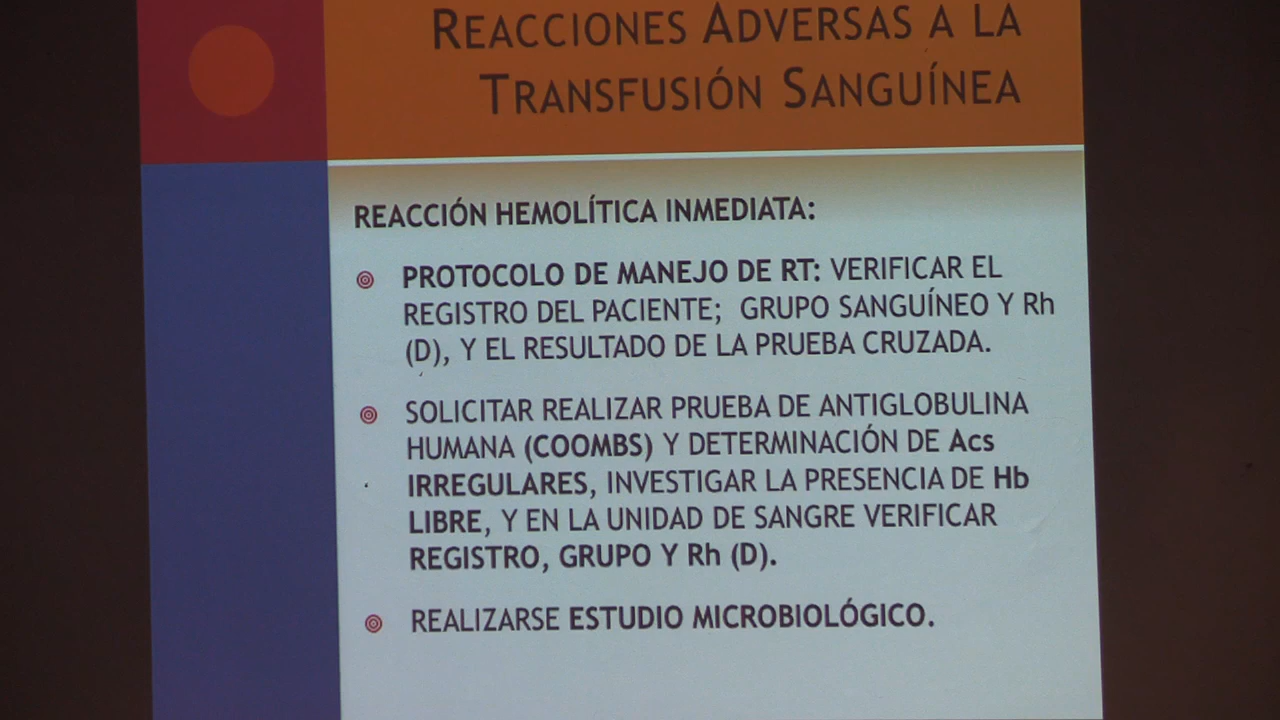 REACCIONES ADVERSAS A LA
TRANSFUSIÓN SANGUÍNEA
REACCIÓN HEMOLÍTICA INMEDIATA:
PROTOCOLO DE MANEJO DE RT: VERIFICAR EL
REGISTRO DEL PACIENTE; GRUPO SANGUÍNEO Y Rh
(D), Y EL RESULTADO DE LA PRUEBA CRUZADA.
SOLICITAR REALIZAR PRUEBA DE ANTIGLOBULINA
HUMANA (COOMBS) Y DETERMINACIÓN DE Acs
IRREGULARES, INVESTIGAR LA PRESENCIA DE Hb
LIBRE, Y EN LA UNIDAD DE SANGRE VERIFICAR
REGISTRO, GRUPO Y Rh (D).
REALIZARSE ESTUDIO MICROBIOLÓGICO.